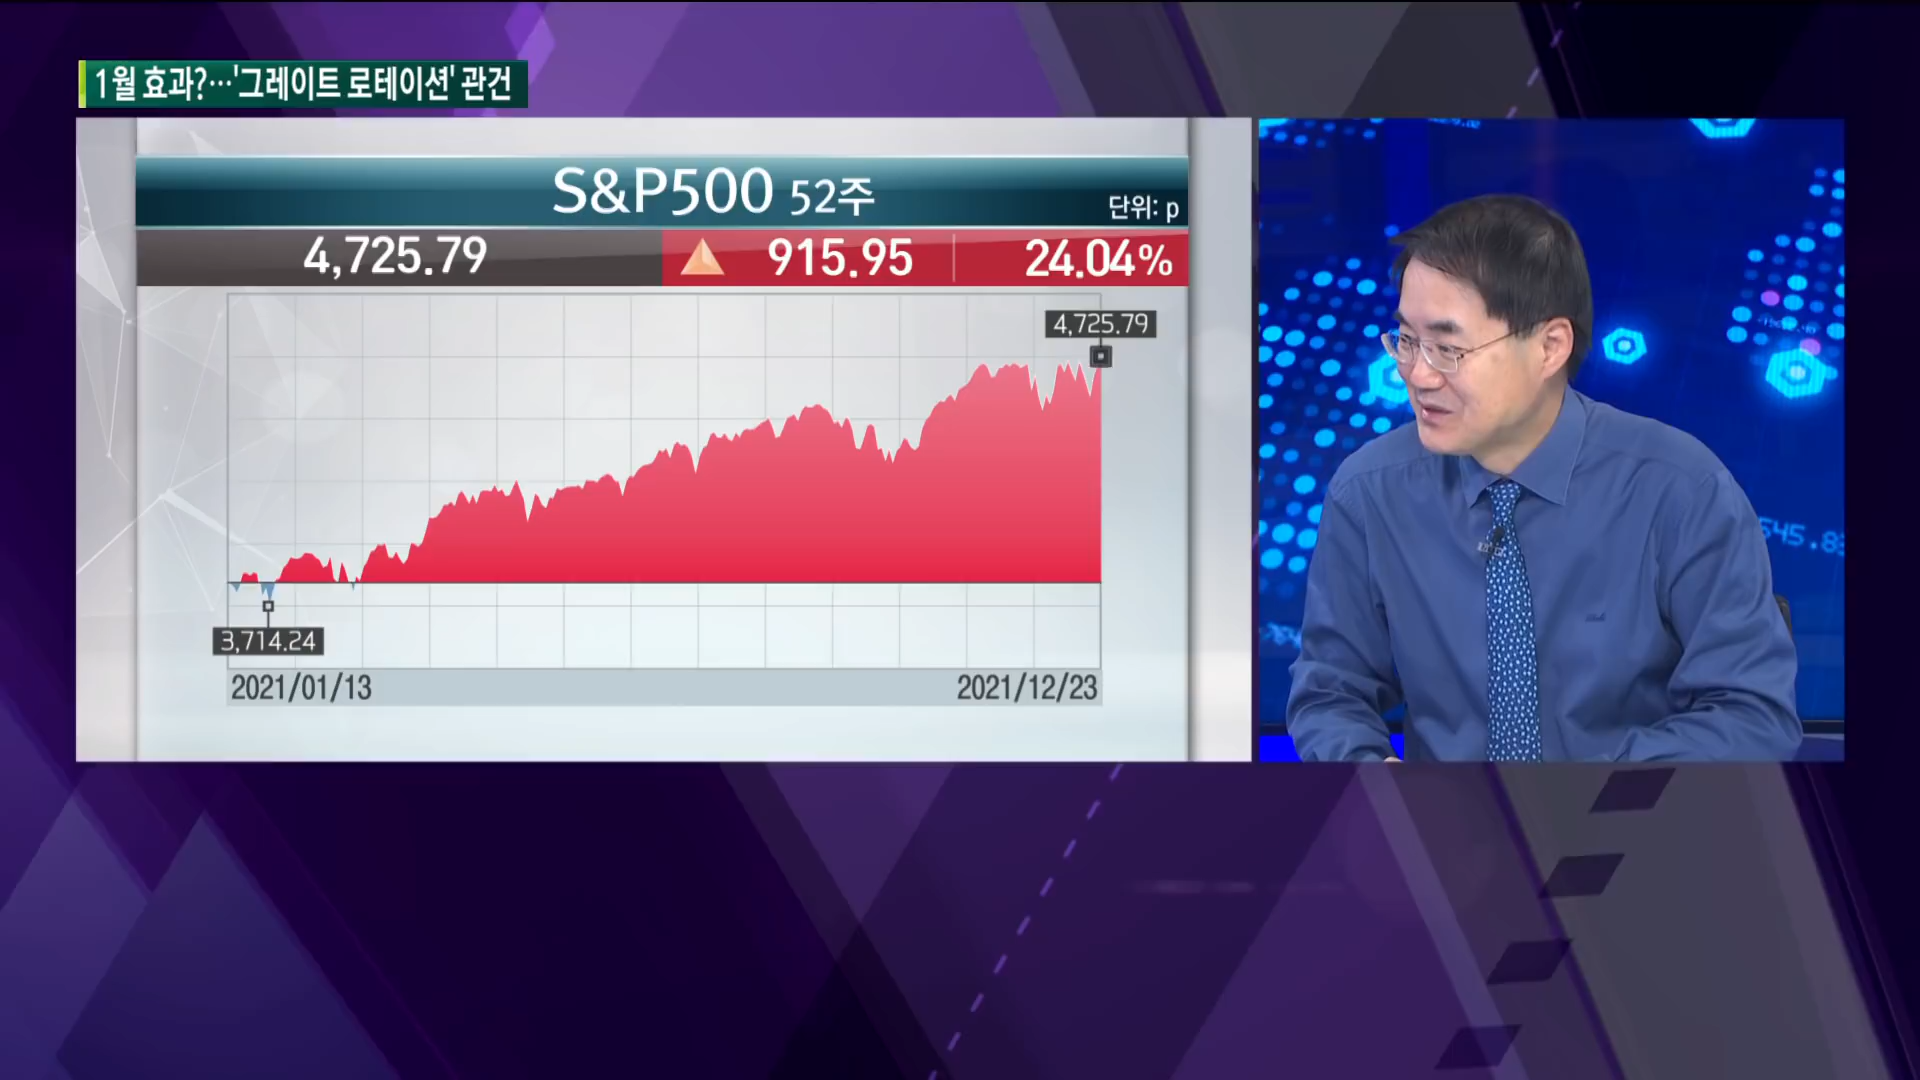 1월 효과?…'그레이트 로테이션' 관건
S&P500 52주
단위: p
4,725.79 ▲ 915.95 24.04%
4,725.79
3,714.24
2021/01/13 2021/12/23